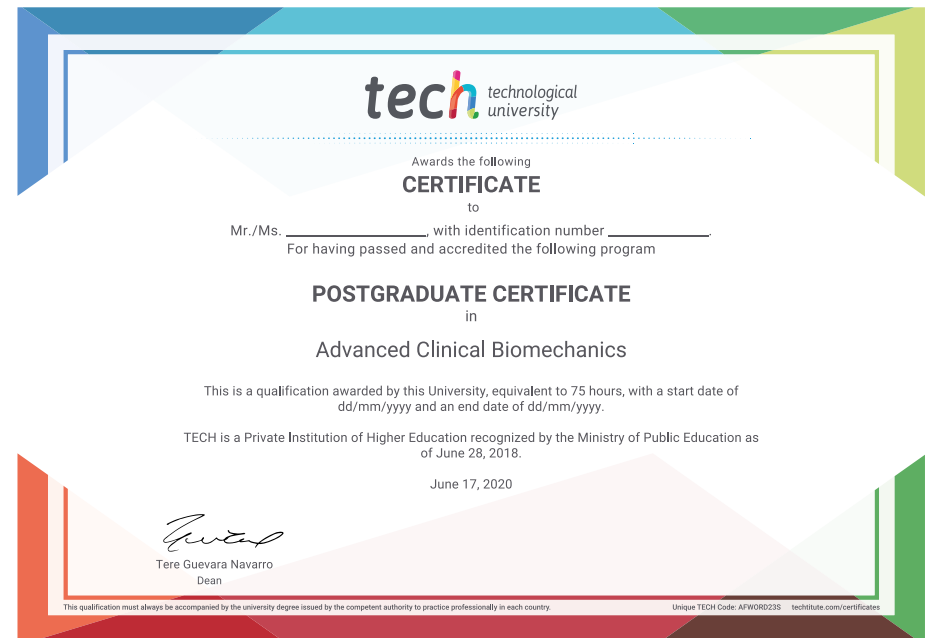 tech technological
university
Awards the following
CERTIFICATE
to
Mr./Ms. ____________________, with identification number ______________.
For having passed and accredited the following program
POSTGRADUATE CERTIFICATE
in
Advanced Clinical Biomechanics
This is a qualification awarded by this University, equivalent to 75 hours, with a start date of
dd/mm/yyyy and an end date of dd/mm/yyyy.
TECH is a Private Institution of Higher Education recognized by the Ministry of Public Education as
of June 28, 2018.
June 17, 2020
Tere Guevara Navarro
Dean
This qualification must always be accompanied by the university degree issued by the competent authority to practice professionally in each country. Unique TECH Code: AFWORD23S techtitute.com/certificates